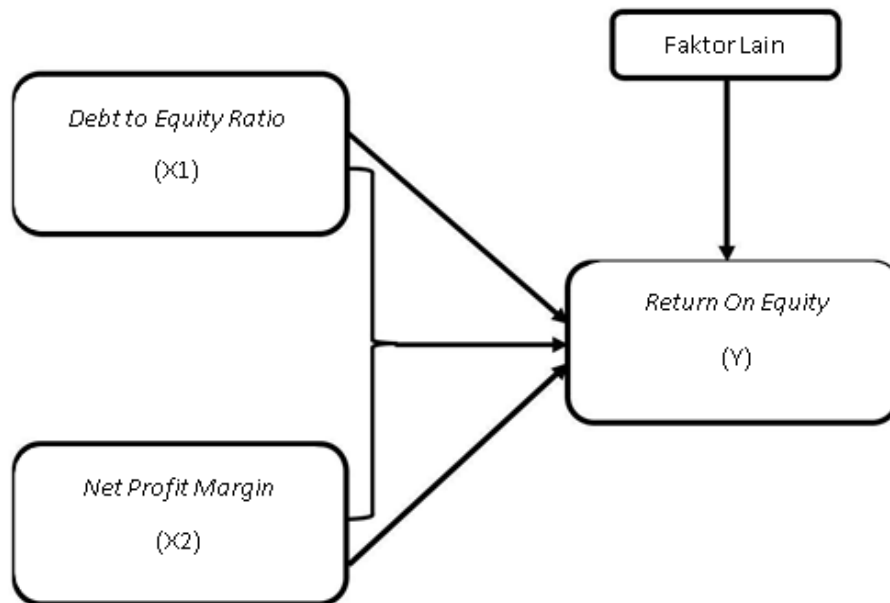 Faktor Lain
Debt to Equity Ratio
(X1)
Return On Equity
(Y)
Net Profit Margin
(X2)